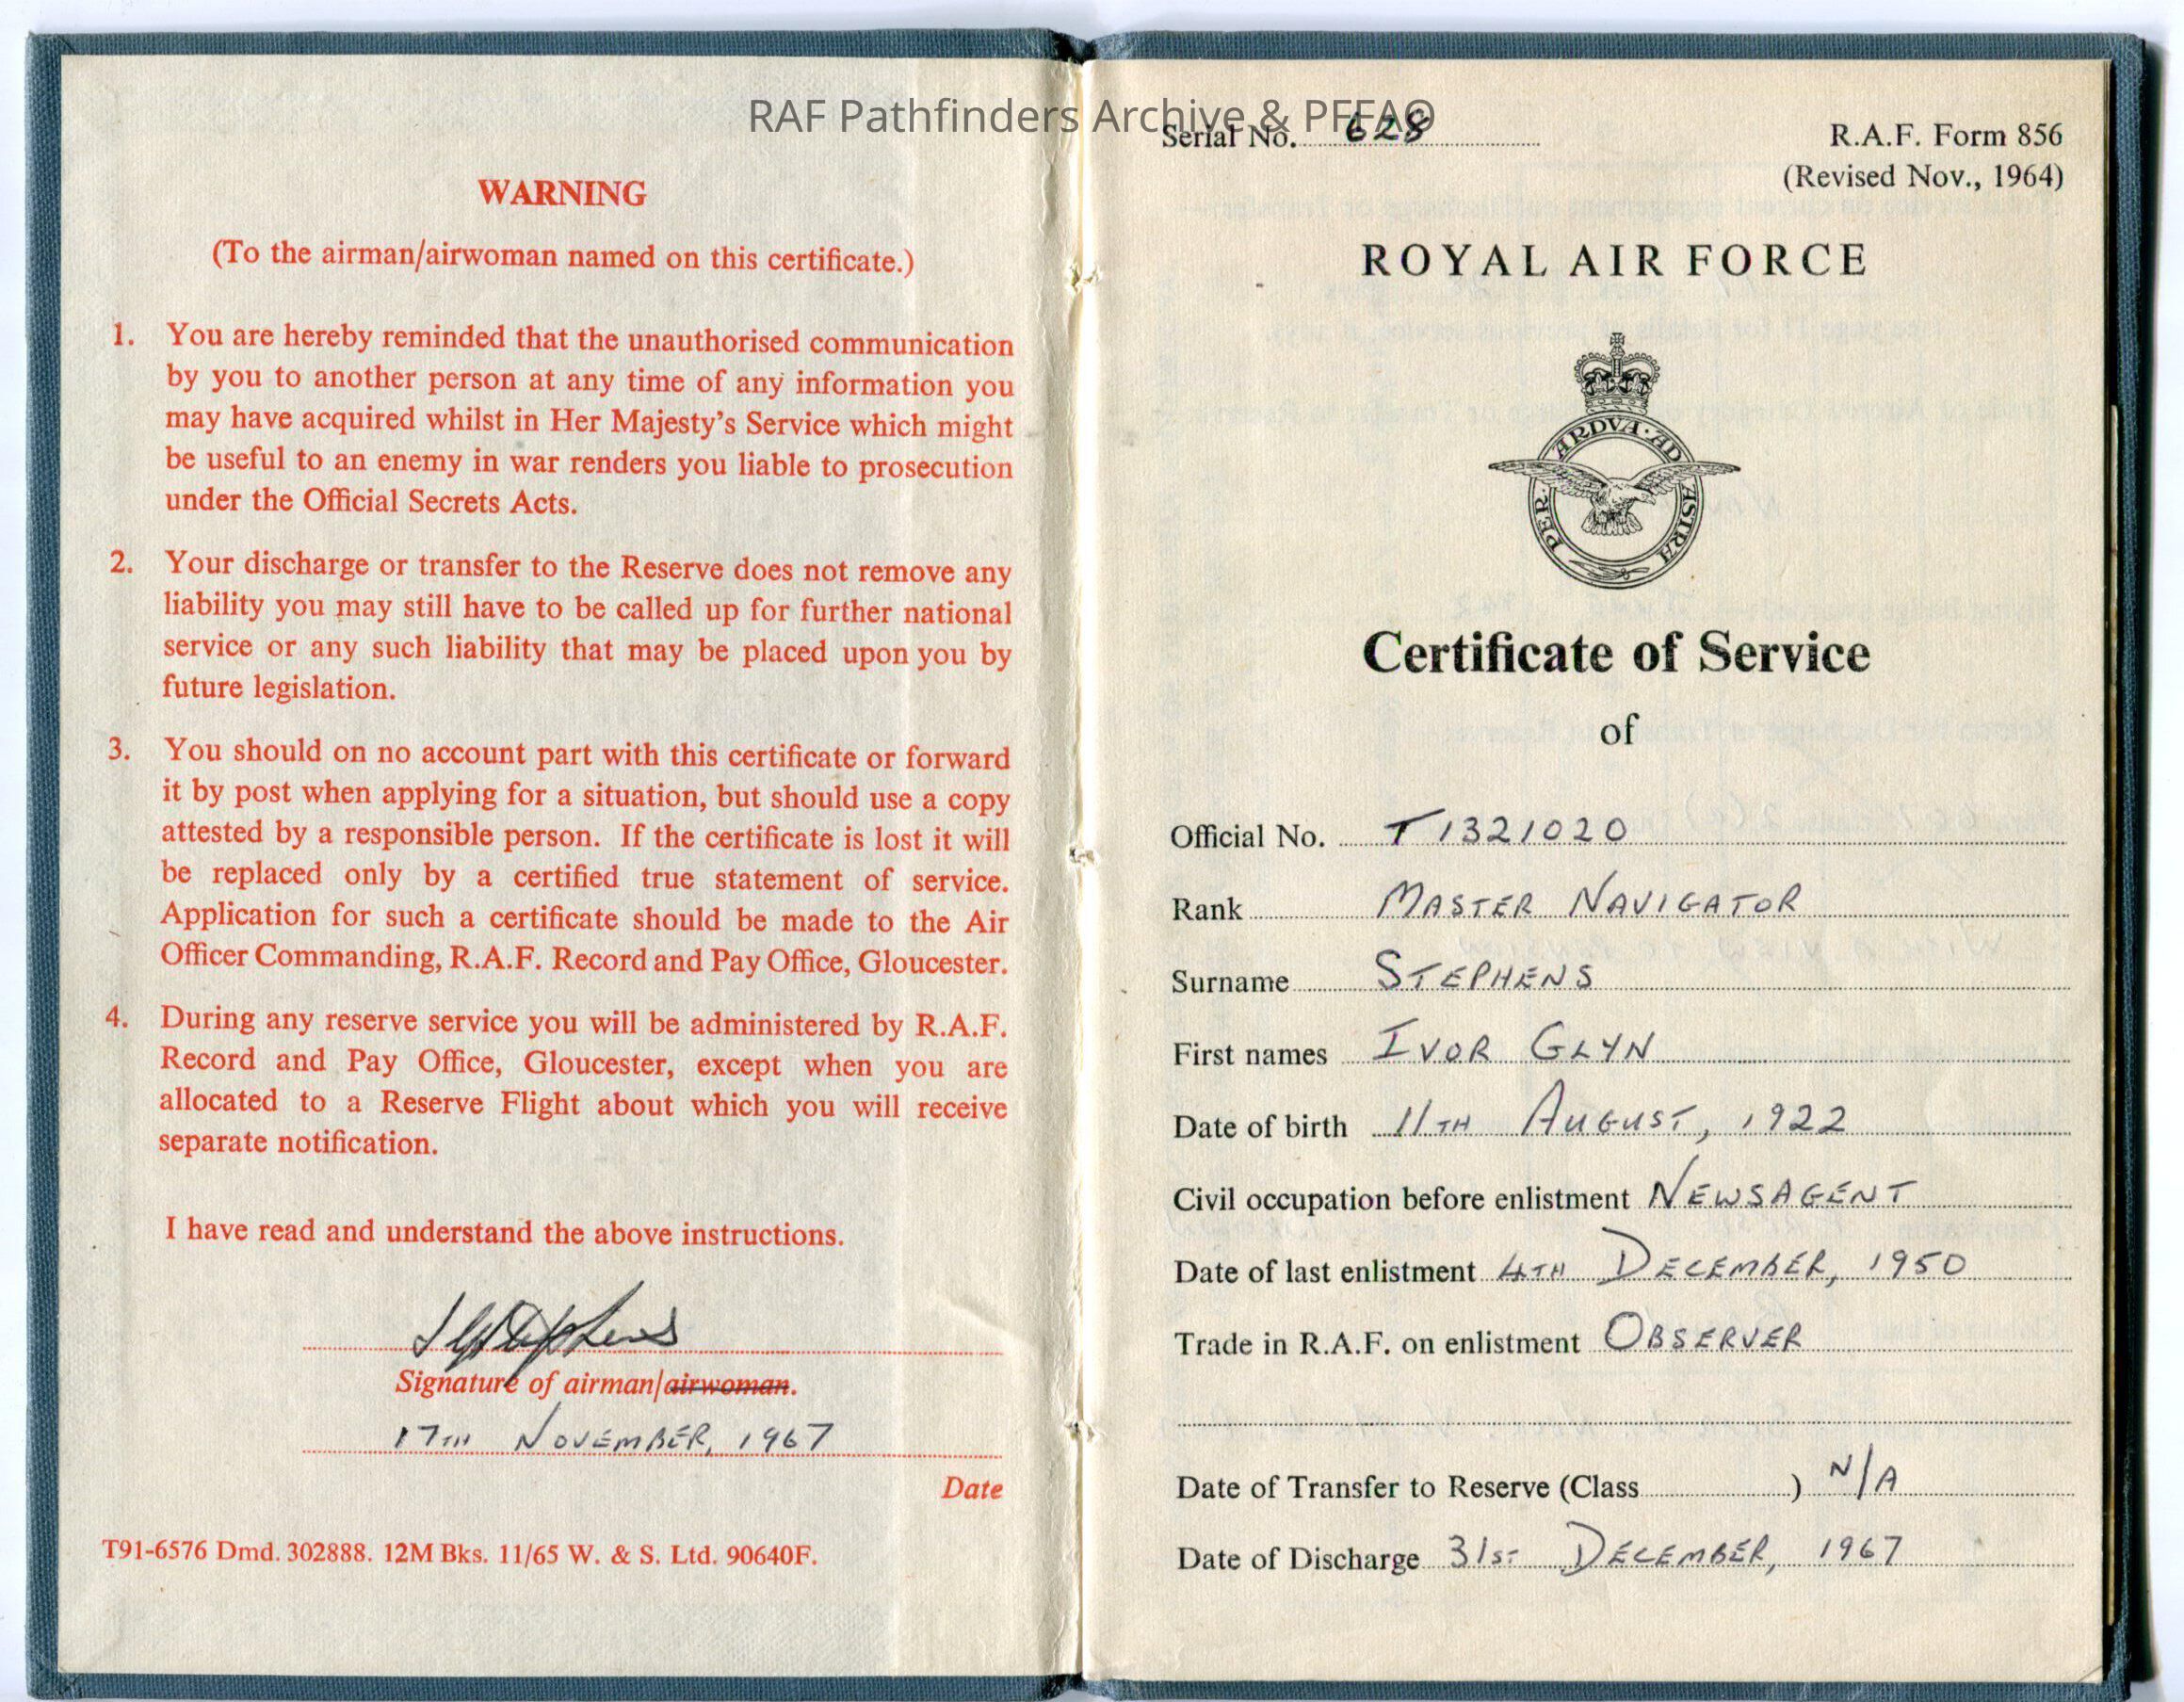 RAF Pathfinders Archive & PFFA©
WARNING
(To the airman/airwoman named on this certificate.)
1. You are hereby reminded that the unauthorised communication
by you to another person at any time of any information you
may have acquired whilst in Her Majesty's Service which might
be useful to an enemy in war renders you liable to prosecution
under the Official Secrets Acts.
2. Your discharge or transfer to the Reserve does not remove any
liability you may still have to be called up for further national
service or any such liability that may be placed upon you by
future legislation.
3. You should on no account part with this certificate or forward
it by post when applying for a situation, but should use a copy
attested by a responsible person. If the certificate is lost it will
be replaced only by a certified true statement of service.
Application for such a certificate should be made to the Air
Officer Commanding, R.A.F. Record and Pay Office, Gloucester.
4. During any reserve service you will be administered by R.A.F.
Record and Pay Office, Gloucester, except when you are
allocated to a Reserve Flight about which you will receive
separate notification.
I have read and understand the above instructions.
I G Stephens
Signature of airman/airwoman.
17TH NOVEMBER, 1967
Date
T91-6576 Dmd. 302888. 12M Bks. 11/65 W. & S. Ltd. 90640F.
Serial No. 628
R.A.F. Form 856
(Revised Nov., 1964)
ROYAL AIR FORCE
PER · ARDVA · AD ASTRA
Certificate of Service
of
Official No. T1321020
Rank MASTER NAVIGATOR
Surname STEPHENS
First names IVOR GLYN
Date of birth 11TH AUGUST, 1922
Civil occupation before enlistment NEWSAGENT
Date of last enlistment 4TH DECEMBER, 1950
Trade in R.A.F. on enlistment OBSERVER
Date of Transfer to Reserve (Class ) N/A
Date of Discharge 31ST DECEMBER, 1967